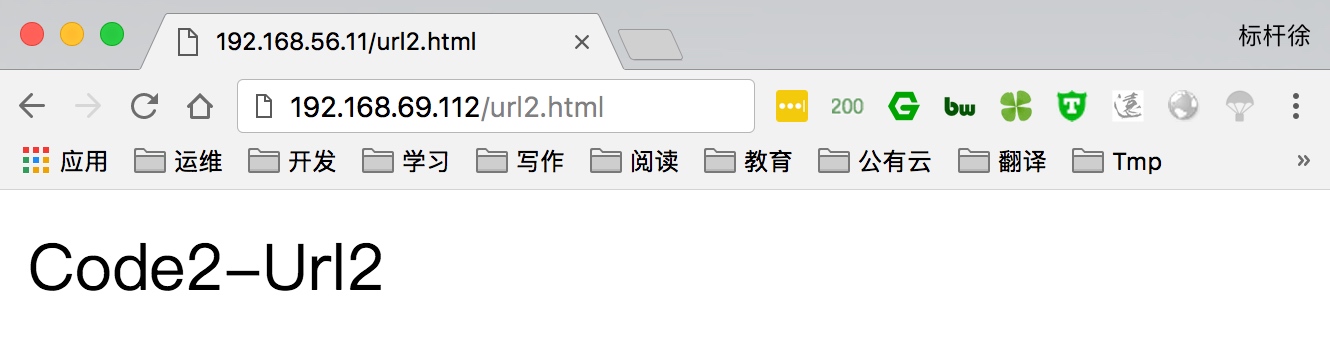 192.168.56.11/url2.html
标杆徐
192.168.69.112/url2.html
200
bw
应用 运维 开发 学习 写作 阅读 教育 公有云 翻译 Tmp »
Code2-Url2